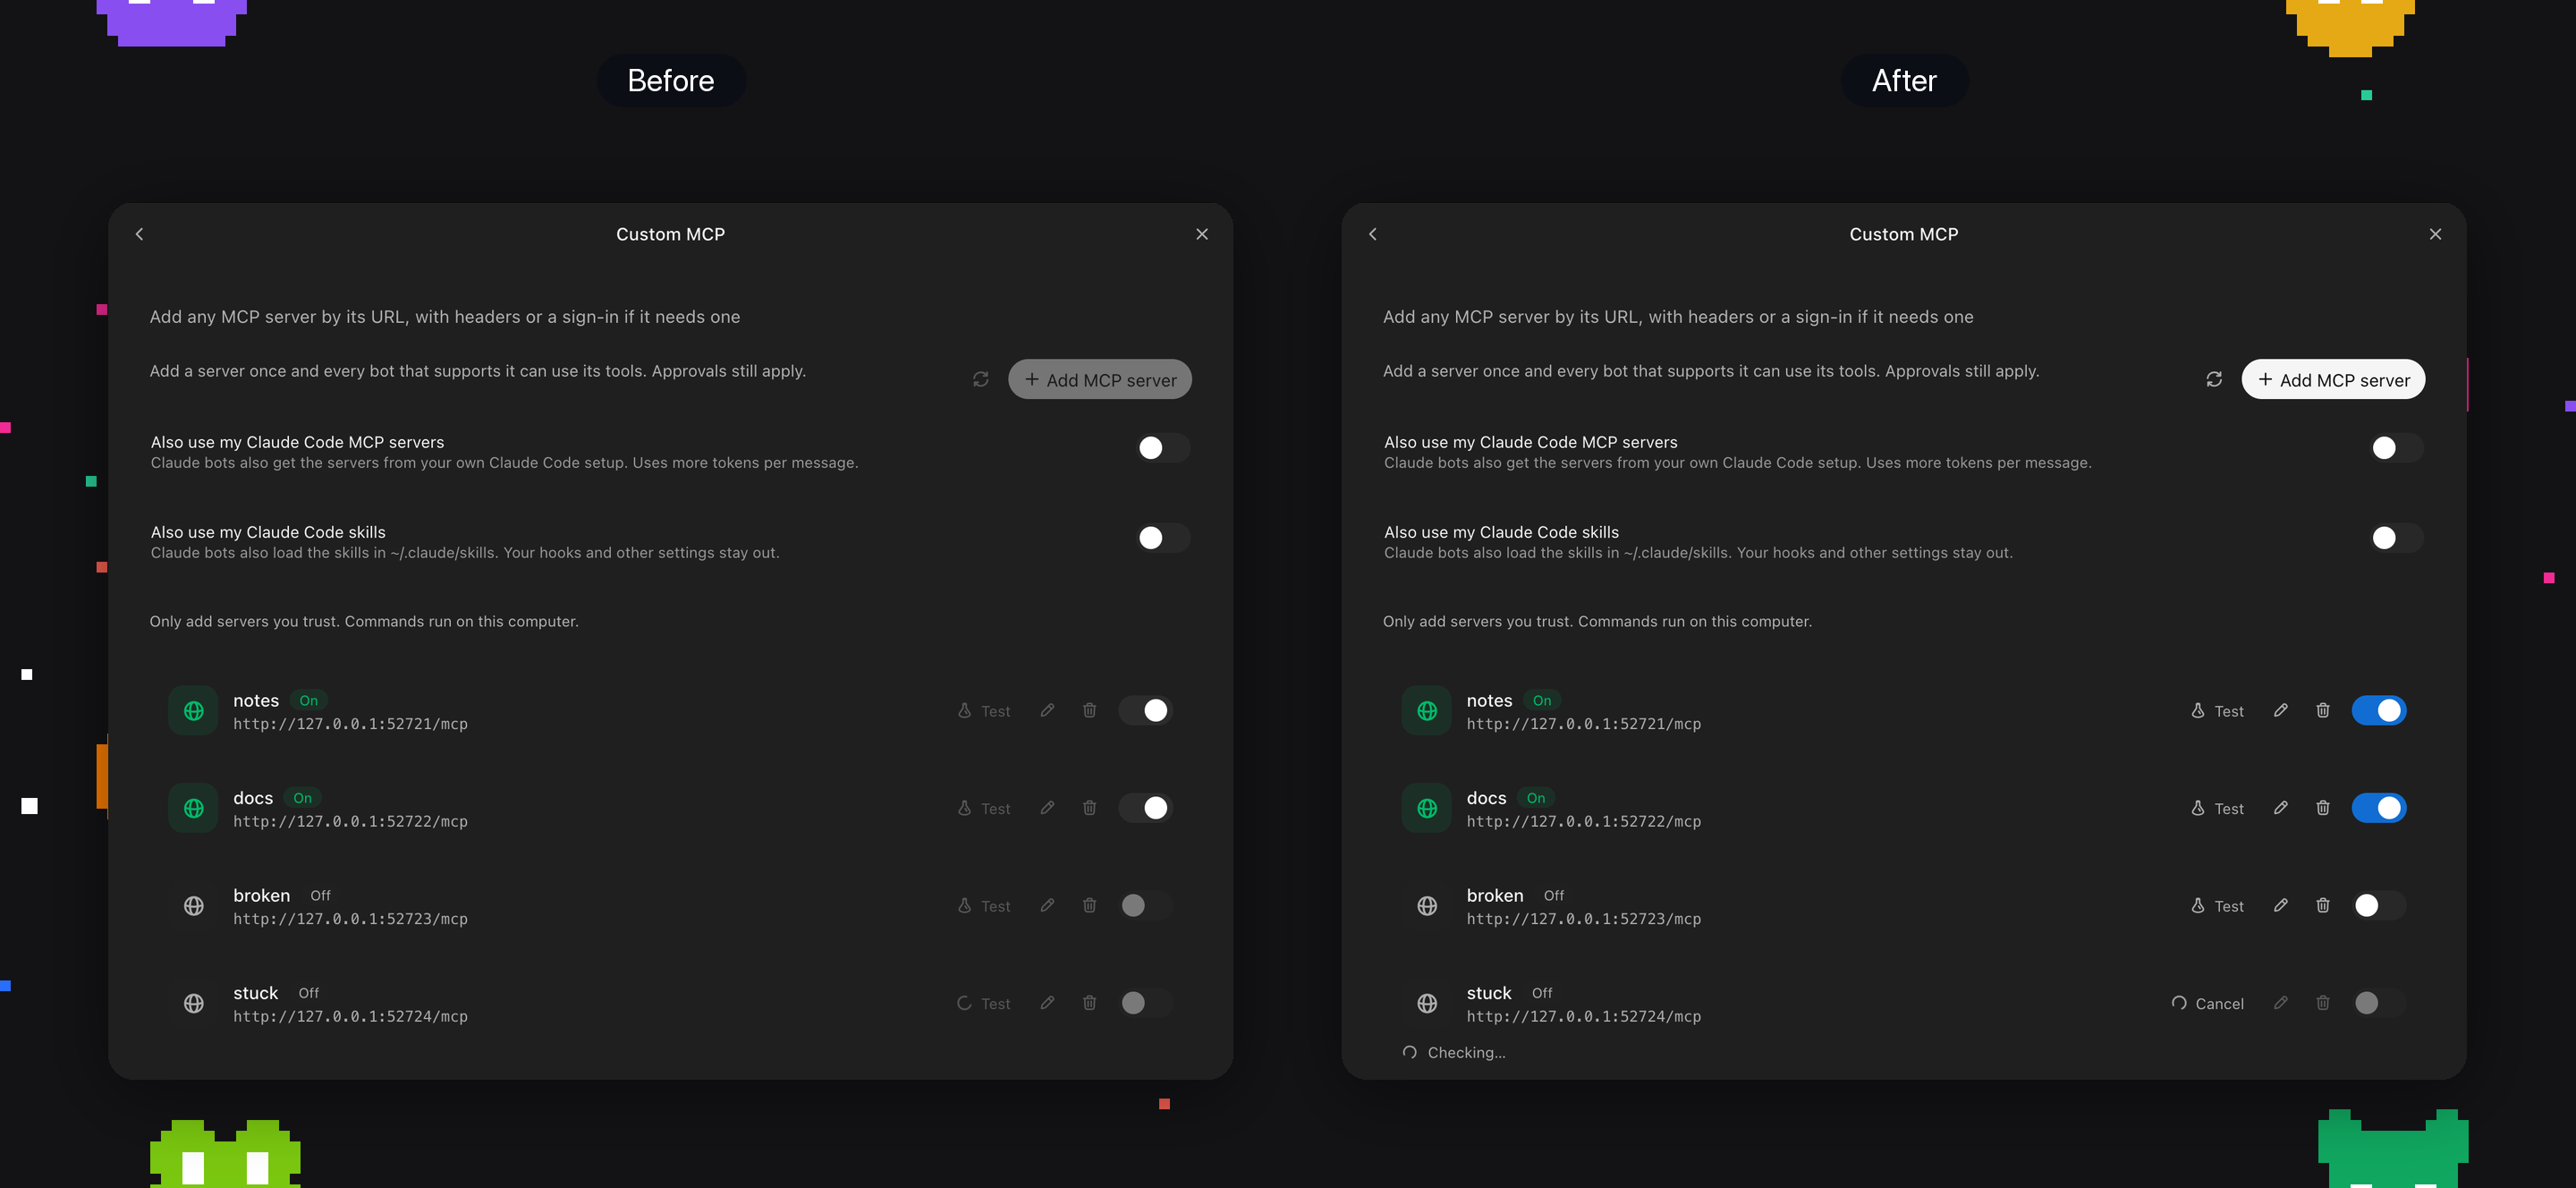 Before
Custom MCP
Add any MCP server by its URL, with headers or a sign-in if it needs one
Add a server once and every bot that supports it can use its tools. Approvals still apply.
Add MCP server
Also use my Claude Code MCP servers
Claude bots also get the servers from your own Claude Code setup. Uses more tokens per message.
Also use my Claude Code skills
Claude bots also load the skills in ~/.claude/skills. Your hooks and other settings stay out.
Only add servers you trust. Commands run on this computer.
notes On
http://127.0.0.1:52721/mcp
Test
docs On
http://127.0.0.1:52722/mcp
Test
broken Off
http://127.0.0.1:52723/mcp
Test
stuck Off
http://127.0.0.1:52724/mcp
Test
After
Custom MCP
Add any MCP server by its URL, with headers or a sign-in if it needs one
Add a server once and every bot that supports it can use its tools. Approvals still apply.
Add MCP server
Also use my Claude Code MCP servers
Claude bots also get the servers from your own Claude Code setup. Uses more tokens per message.
Also use my Claude Code skills
Claude bots also load the skills in ~/.claude/skills. Your hooks and other settings stay out.
Only add servers you trust. Commands run on this computer.
notes On
http://127.0.0.1:52721/mcp
Test
docs On
http://127.0.0.1:52722/mcp
Test
broken Off
http://127.0.0.1:52723/mcp
Test
stuck Off
http://127.0.0.1:52724/mcp
Cancel
Checking...